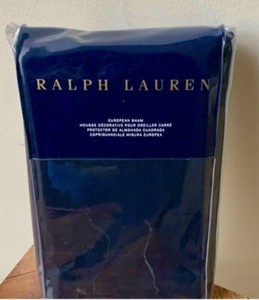 RALPH LAUREN
EUROPEAN SHAM
HOUSSE DÉCORATIVE POUR OREILLER CARRÉ
PROTECTOR DE ALMOHADA CUADRADA
COPRIGUANCIALE MISURA EUROPEA